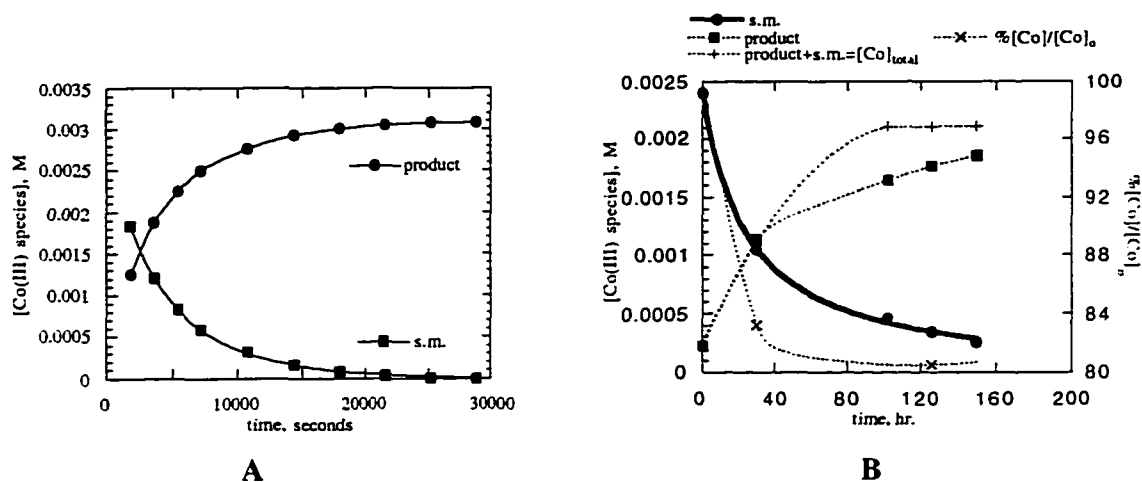 s.m.
product
%[Co]/[Co]o
product+s.m.=[Co]total
0.0035
0.003
0.0025
0.002
0.0015
0.001
0.0005
0
[Co(III) species], M
product
s.m.
0 10000 20000 30000
time, seconds
A
0.0025
0.002
0.0015
0.001
0.0005
0
[Co(III) species], M
100
96
92
88
84
80
%[Co]/[Co]o
0 40 80 120 160 200
time, hr.
B